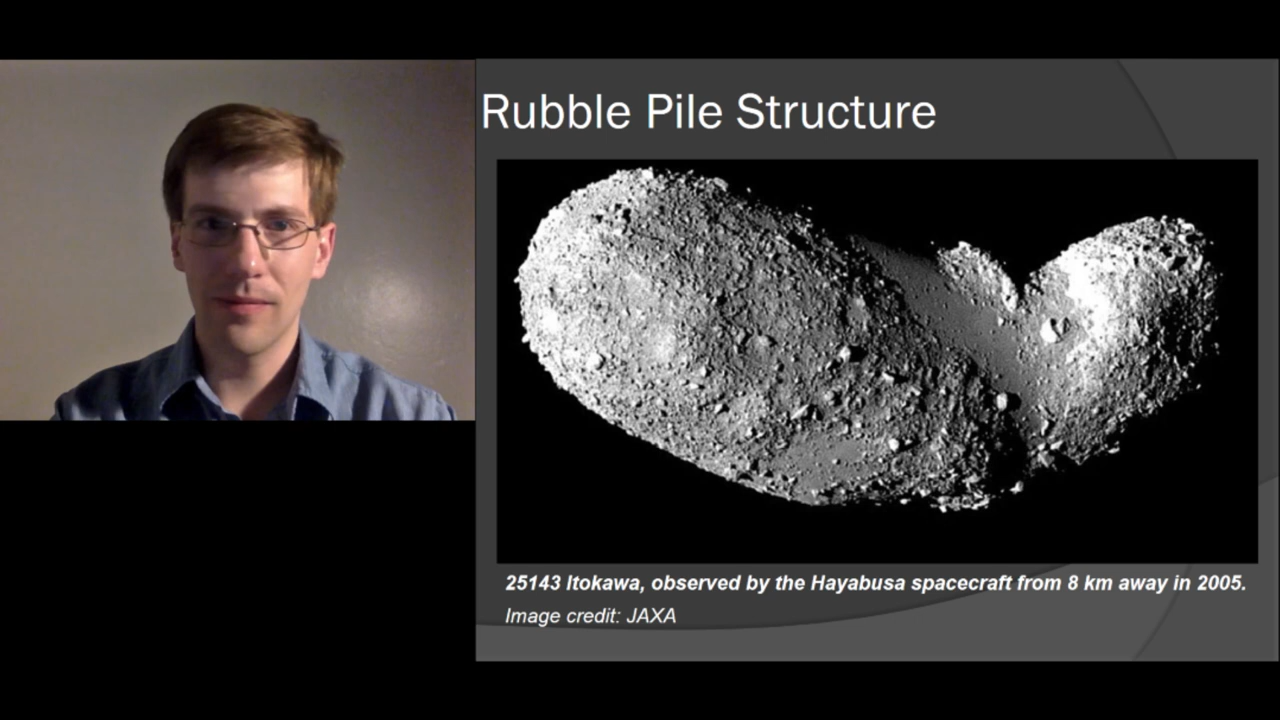 Rubble Pile Structure
25143 Itokawa, observed by the Hayabusa spacecraft from 8 km away in 2005.
Image credit: JAXA